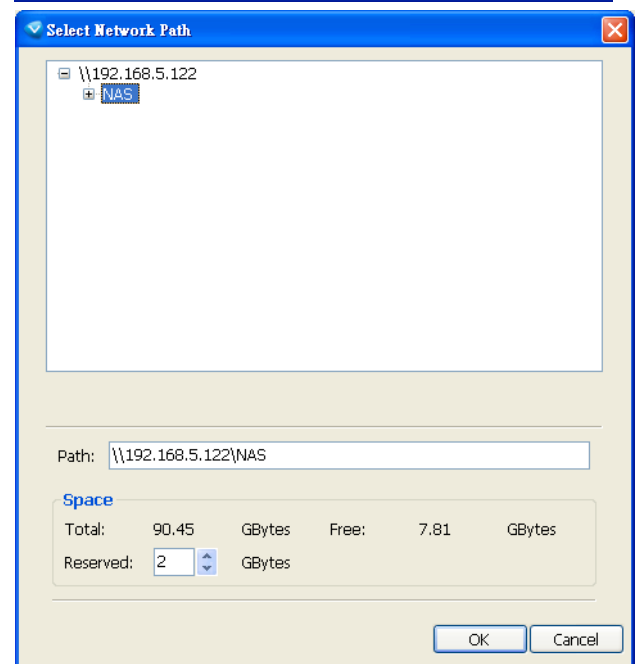 Select Network Path
\\192.168.5.122
NAS
Path: \\192.168.5.122\NAS
Space
Total: 90.45 GBytes Free: 7.81 GBytes
Reserved: 2 GBytes
OK Cancel